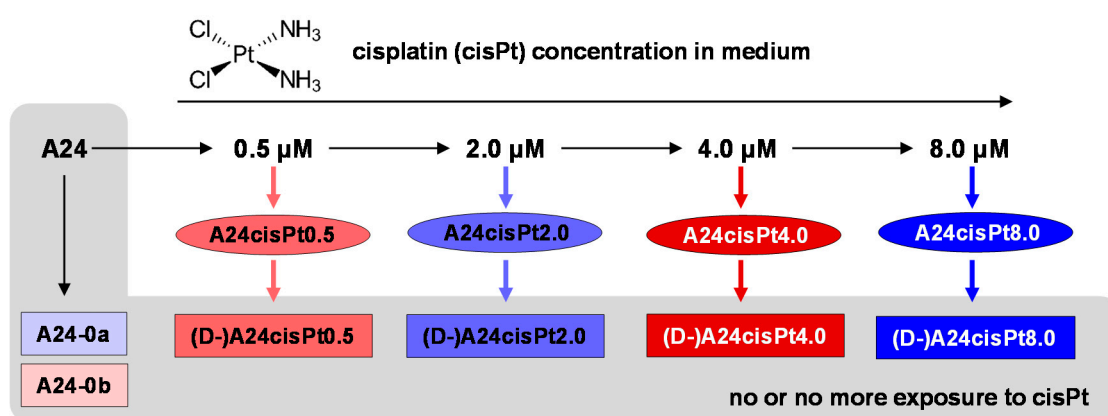 Cl NH3
Pt
Cl NH3
cisplatin (cisPt) concentration in medium
A24 0.5 µM 2.0 µM 4.0 µM 8.0 µM
A24cisPt0.5 A24cisPt2.0 A24cisPt4.0 A24cisPt8.0
A24-0a (D-)A24cisPt0.5 (D-)A24cisPt2.0 (D-)A24cisPt4.0 (D-)A24cisPt8.0
A24-0b
no or no more exposure to cisPt